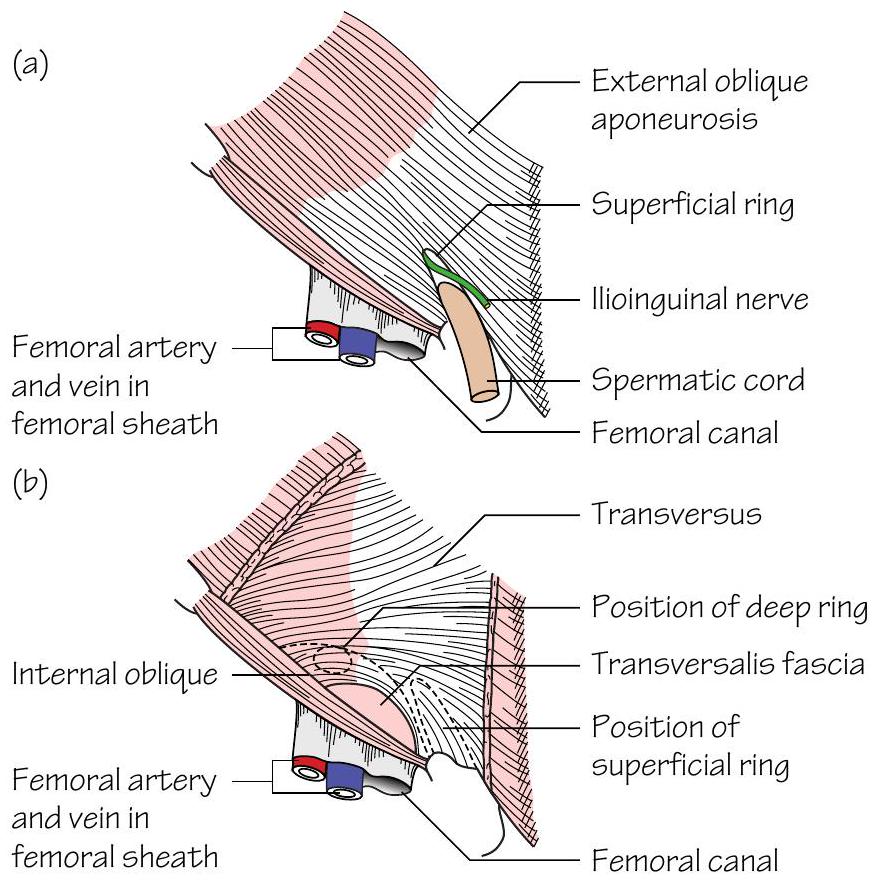 (a)
External oblique
aponeurosis
Superficial ring
Ilioinguinal nerve
Femoral artery
and vein in
femoral sheath
Spermatic cord
Femoral canal
(b)
Transversus
Position of deep ring
Transversalis fascia
Internal oblique
Position of
superficial ring
Femoral artery
and vein in
femoral sheath
Femoral canal